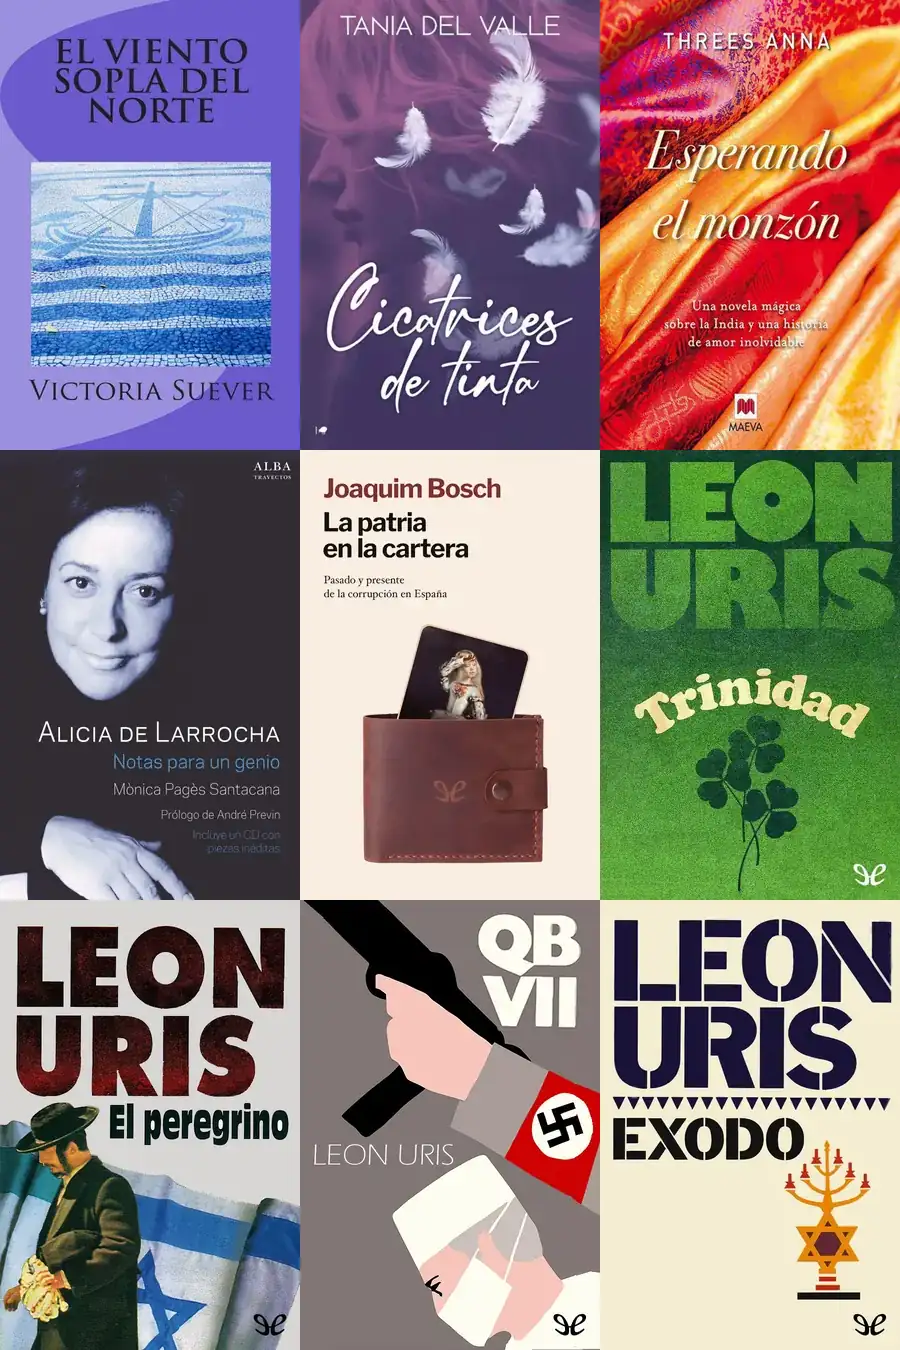 EL VIENTO
SOPLA DEL
NORTE
VICTORIA SUEVER
TANIA DEL VALLE
Cicatrices
de tinta
THREES ANNA
Esperando
el monzón
Una novela mágica
sobre la India y una historia
de amor inolvidable
MAEVA
ALBA
TRAYECTOS
ALICIA DE LARROCHA
Notas para un genio
Mònica Pagès Santacana
Prólogo de André Previn
Incluye un CD con
piezas inéditas
Joaquim Bosch
La patria
en la cartera
Pasado y presente
de la corrupción en España
LEON
URIS
Trinidad
LEON
URIS
El peregrino
QB
VII
LEON URIS
LEON
URIS
EXODO